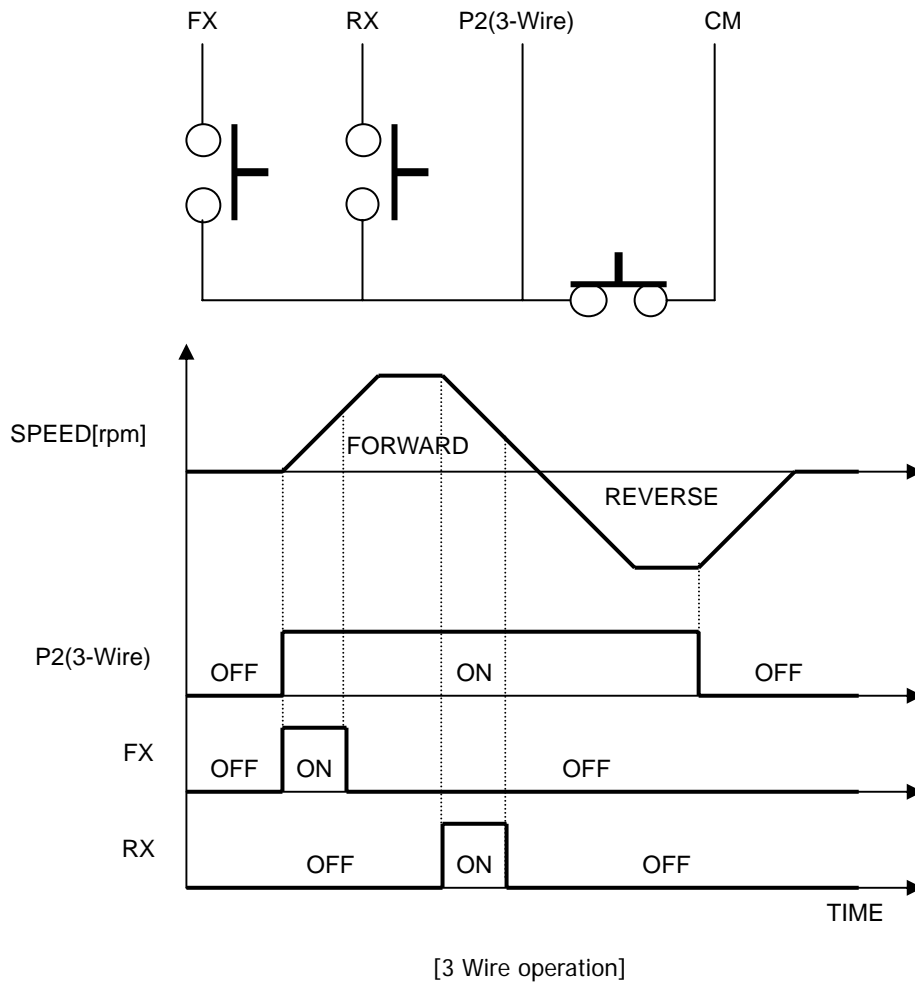 FX RX P2(3-Wire) CM
SPEED[rpm]
FORWARD
REVERSE
P2(3-Wire)
OFF ON OFF
FX
OFF ON OFF
RX
OFF ON OFF
TIME
[3 Wire operation]